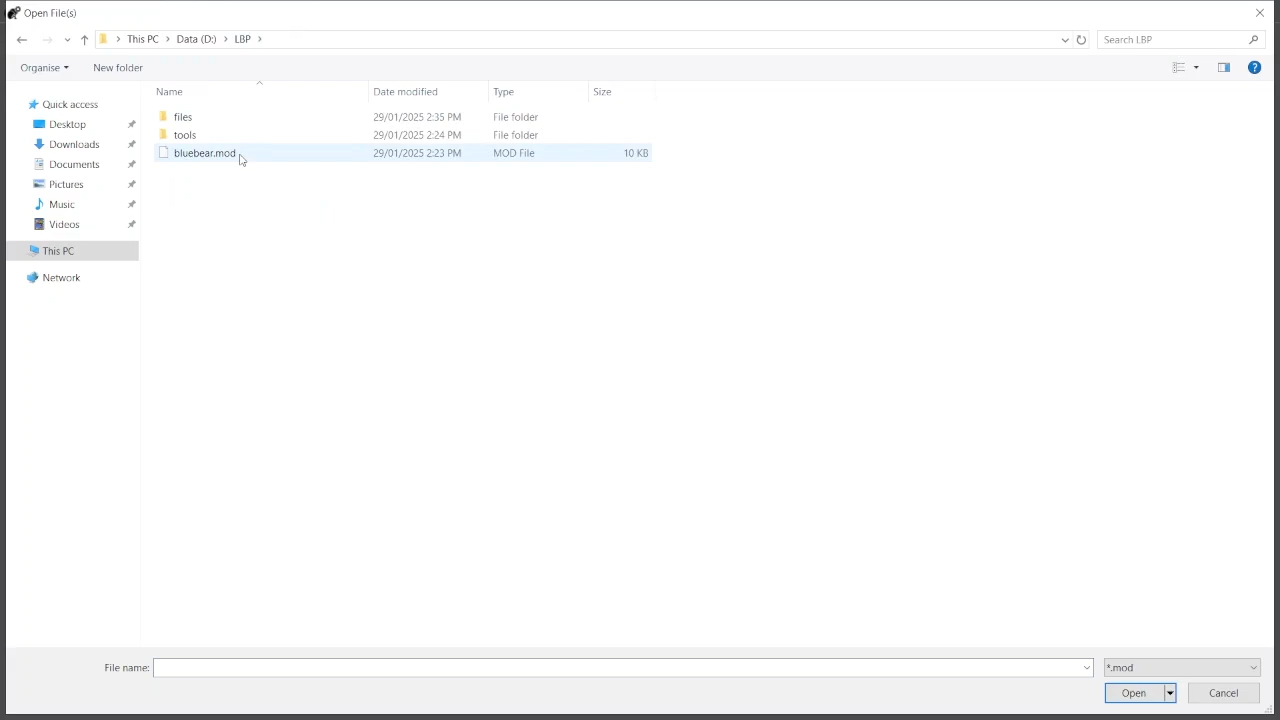 Open File(s)
This PC > Data (D:) > LBP >
Search LBP
Organise
New folder
Name Date modified Type Size
Quick access
Desktop
Downloads
Documents
Pictures
Music
Videos
This PC
Network
files 29/01/2025 2:35 PM File folder
tools 29/01/2025 2:24 PM File folder
bluebear.mod 29/01/2025 2:23 PM MOD File 10 KB
File name:
*.mod
Open
Cancel